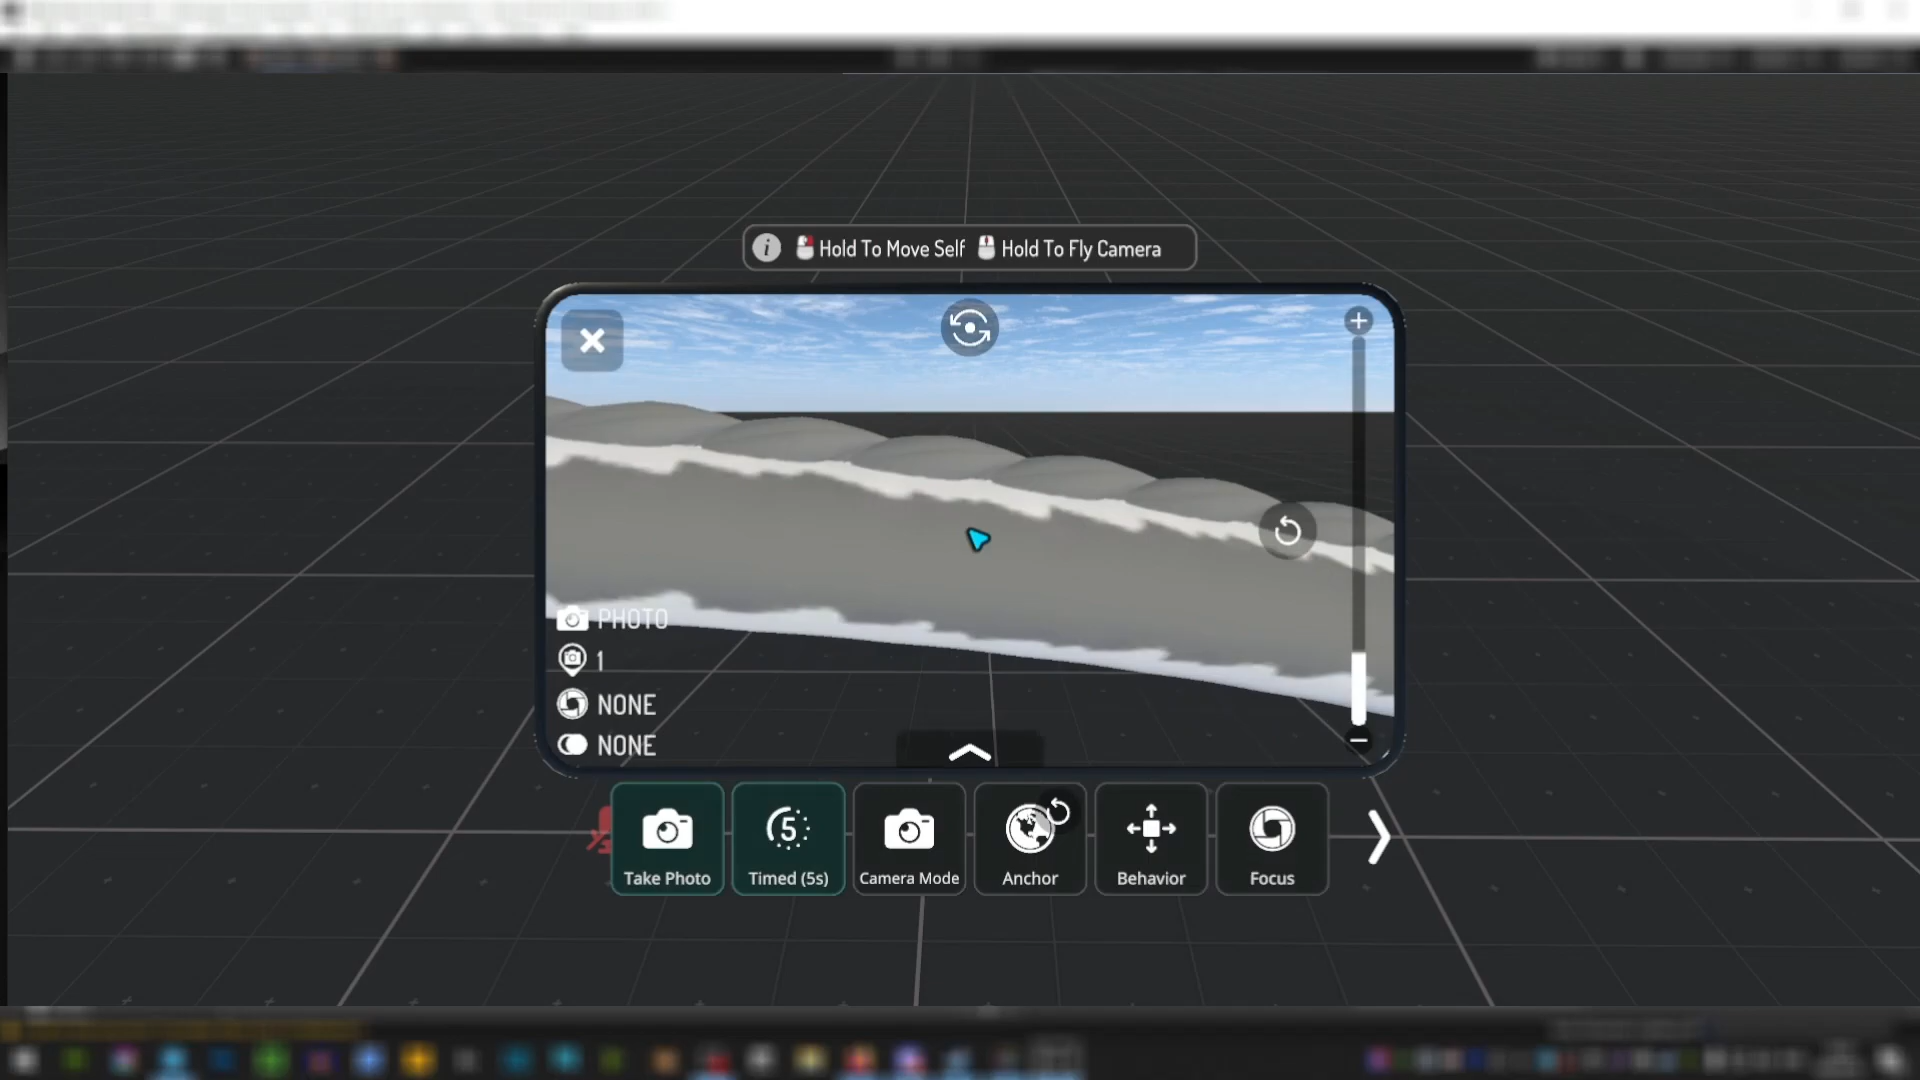 Hold To Move Self Hold To Fly Camera
PHOTO
1
NONE
NONE
Take Photo
5
Timed (5s)
Camera Mode
Anchor
Behavior
Focus